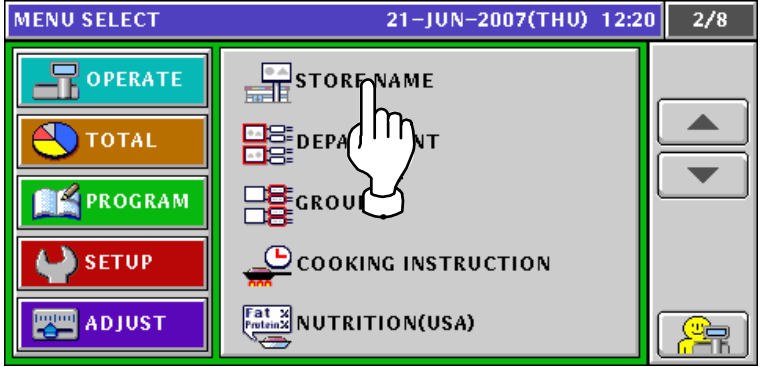 MENU SELECT 21-JUN-2007(THU) 12:20 2/8
OPERATE
TOTAL
PROGRAM
SETUP
ADJUST
STORE NAME
COOKING INSTRUCTION
Fat %
Protein%
NUTRITION(USA)